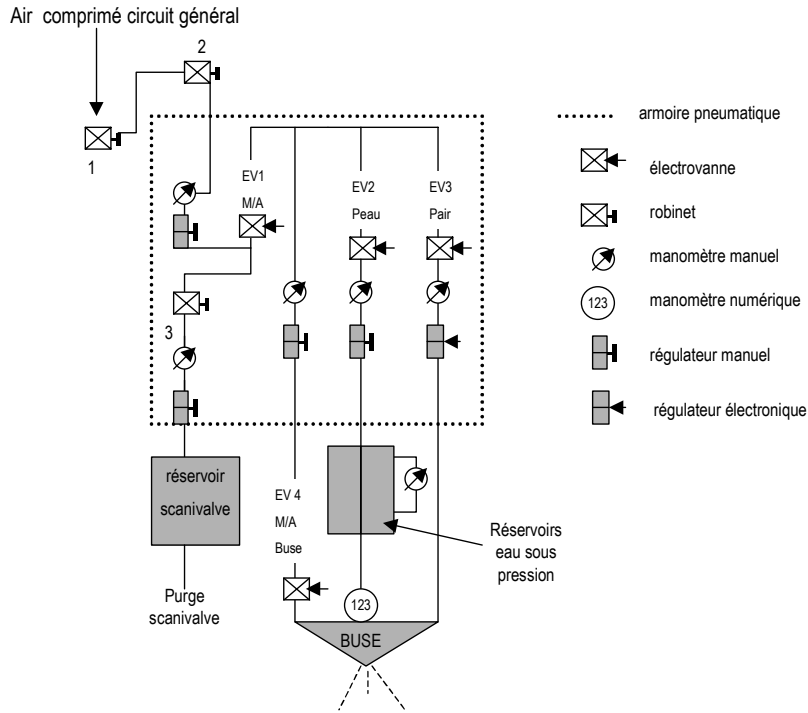 Air comprimé circuit général
2
1
EV1
M/A
EV2
Peau
EV3
Pair
3
réservoir
scanivalve
Purge
scanivalve
EV 4
M/A
Buse
Réservoirs
eau sous
pression
123
BUSE
armoire pneumatique
électrovanne
robinet
manomètre manuel
123
manomètre numérique
régulateur manuel
régulateur électronique